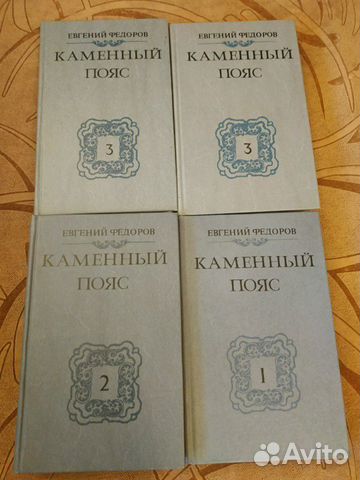 ЕВГЕНИЙ ФЕДОРОВ
КАМЕННЫЙ
ПОЯС
3
ЕВГЕНИЙ ФЕДОРОВ
КАМЕННЫЙ
ПОЯС
3
ЕВГЕНИЙ ФЕДОРОВ
КАМЕННЫЙ
ПОЯС
2
ЕВГЕНИЙ ФЕДОРОВ
КАМЕННЫЙ
ПОЯС
1
Avito